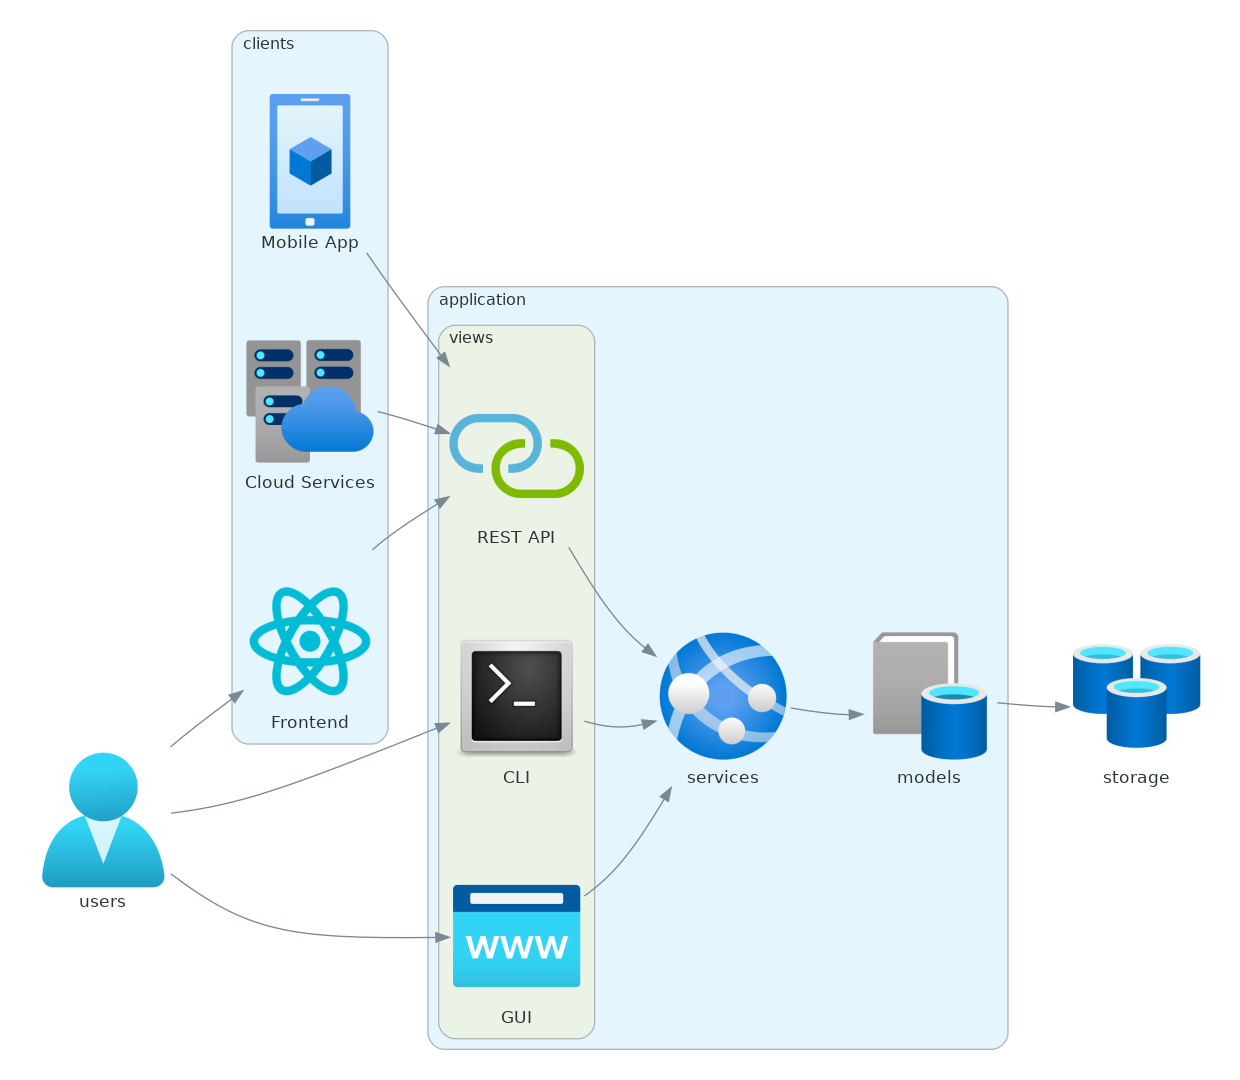 clients
Mobile App
Cloud Services
Frontend
users
application
views
REST API
>_
CLI
WWW
GUI
services
models
storage